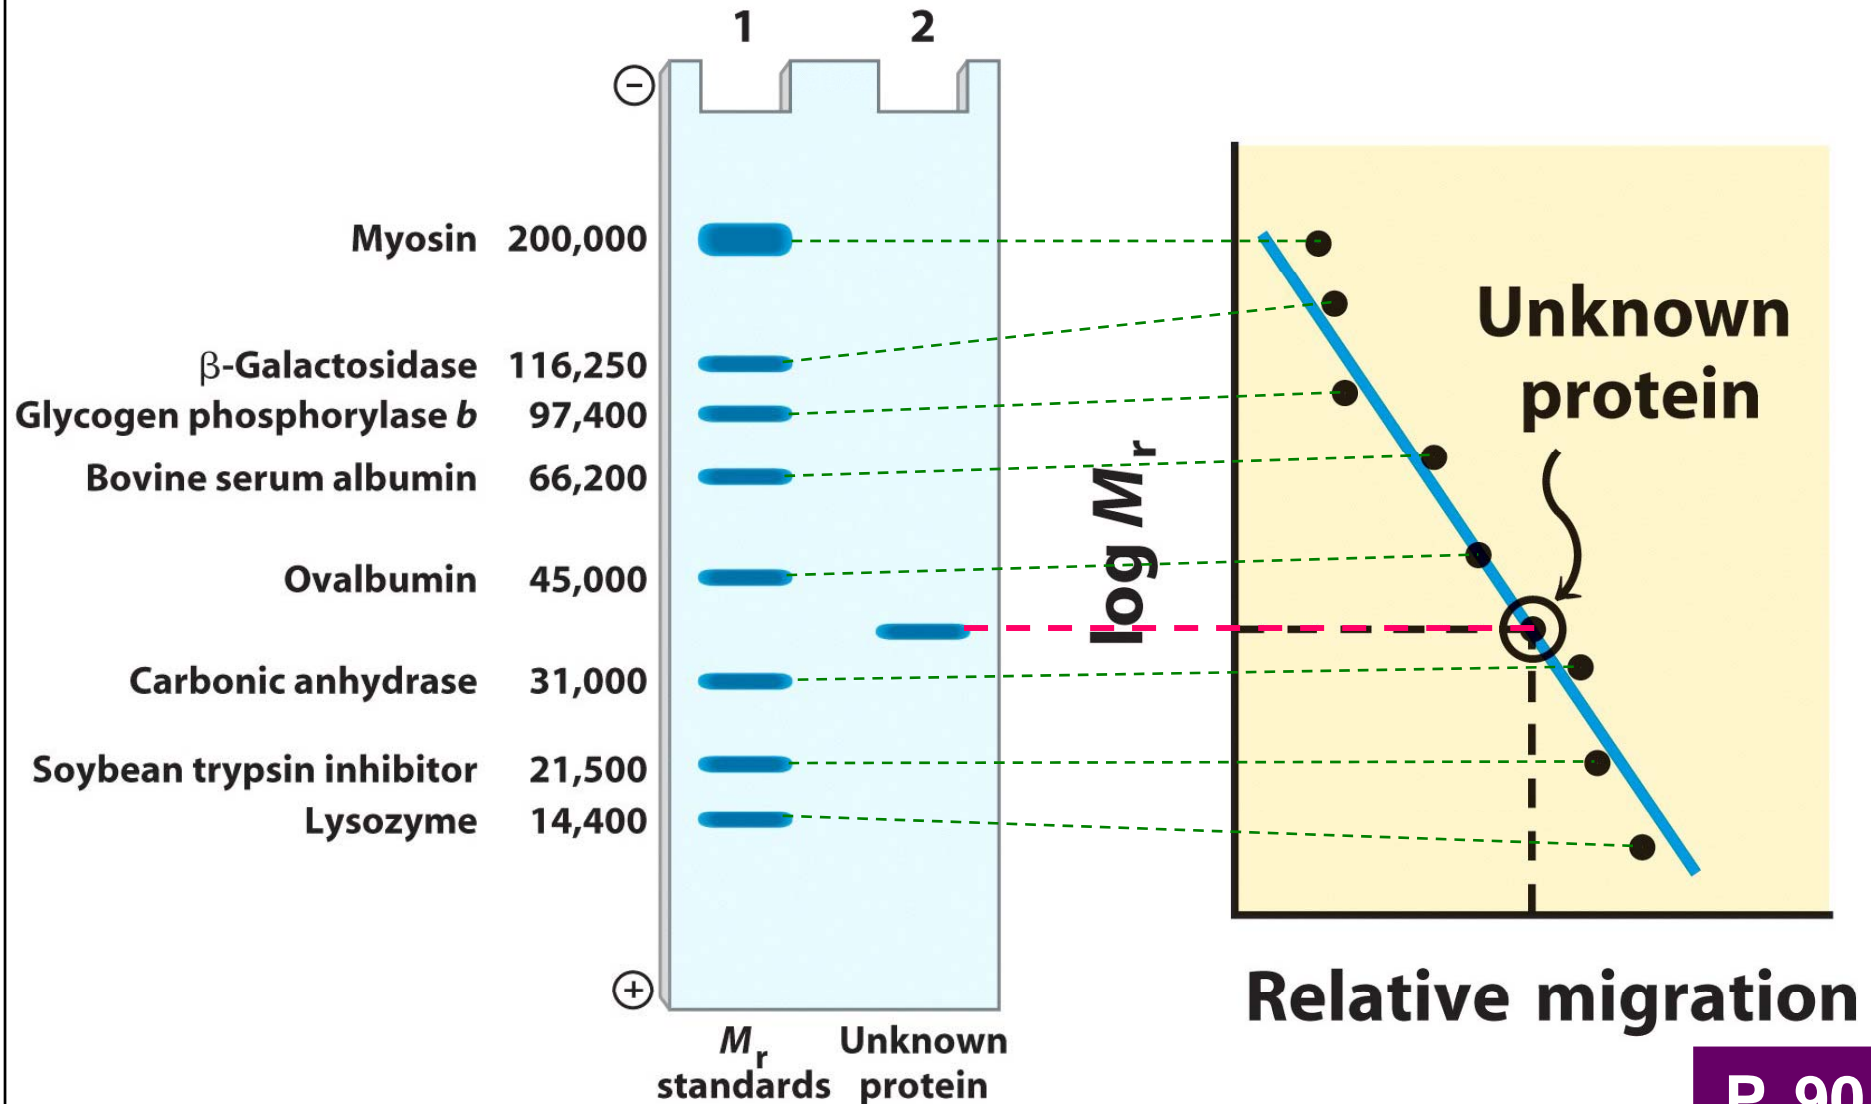 1 2
−
Myosin 200,000
β-Galactosidase 116,250
Glycogen phosphorylase b 97,400
Bovine serum albumin 66,200
Ovalbumin 45,000
Carbonic anhydrase 31,000
Soybean trypsin inhibitor 21,500
Lysozyme 14,400
+
Mr
standards
Unknown
protein
log Mr
Unknown
protein
Relative migration
P. 90